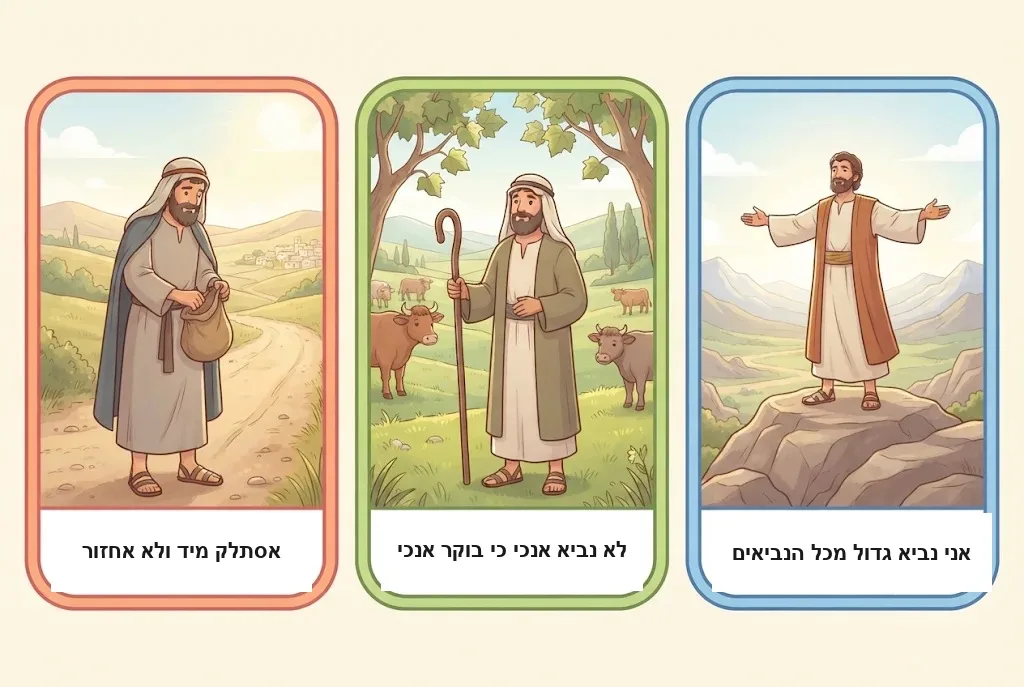 אני נביא גדול מכל הנביאים
לא נביא אנכי כי בוקר אנכי
אסתלק מיד ולא אחזור